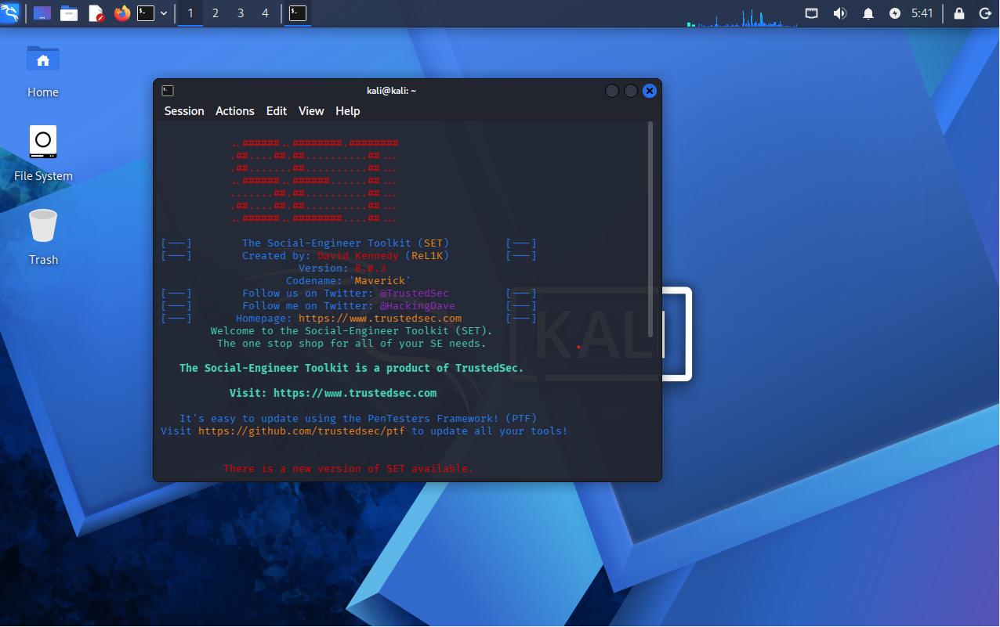 1 2 3 4 5:41
Home
File System
Trash
kali@kali: ~
Session Actions Edit View Help
..######..########.########
.##....##.##..........##...
.##.......##..........##...
..######..######......##...
.......##.##..........##...
.##....##.##..........##...
..######..########....##...
[---] The Social-Engineer Toolkit (SET) [---]
[---] Created by: David Kennedy (ReL1K) [---]
Version: 8.0.3
Codename: 'Maverick'
[---] Follow us on Twitter: @TrustedSec [---]
[---] Follow me on Twitter: @HackingDave [---]
[---] Homepage: https://www.trustedsec.com [---]
Welcome to the Social-Engineer Toolkit (SET).
The one stop shop for all of your SE needs.
The Social-Engineer Toolkit is a product of TrustedSec.
Visit: https://www.trustedsec.com
It's easy to update using the PenTesters Framework! (PTF)
Visit https://github.com/trustedsec/ptf to update all your tools!
There is a new version of SET available.
KALI